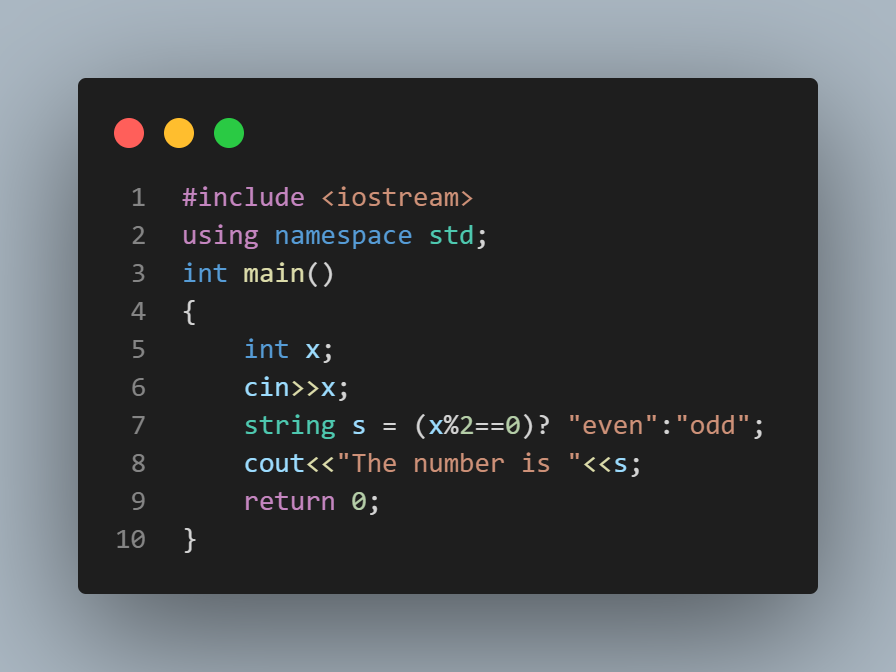 1 #include <iostream>
2 using namespace std;
3 int main()
4 {
5     int x;
6     cin>>x;
7     string s = (x%2==0)? "even":"odd";
8     cout<<"The number is "<<s;
9     return 0;
10 }